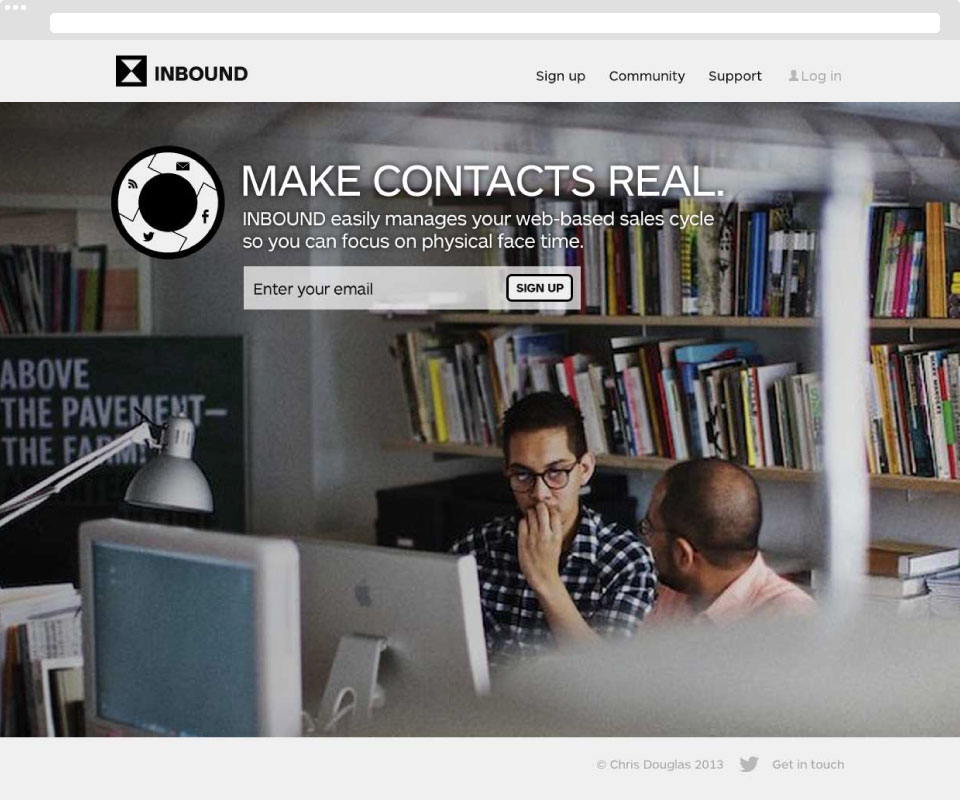 INBOUND
Sign up Community Support Log in
MAKE CONTACTS REAL.
INBOUND easily manages your web-based sales cycle
so you can focus on physical face time.
Enter your email SIGN UP
ABOVE
THE PAVEMENT—
THE FARM!
© Chris Douglas 2013 Get in touch